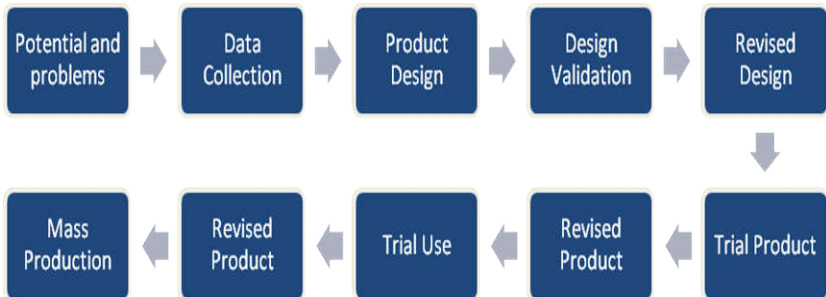 Potential and
problems
Data
Collection
Product
Design
Design
Validation
Revised
Design
Trial Product
Revised
Product
Trial Use
Revised
Product
Mass
Production